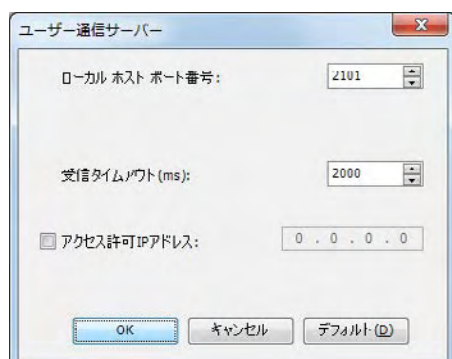 ユーザー通信サーバー
ローカル ホスト ポート番号: 2101
受信タイムアウト(ms): 2000
アクセス許可IPアドレス: 0 . 0 . 0 . 0
OK キャンセル デフォルト(D)